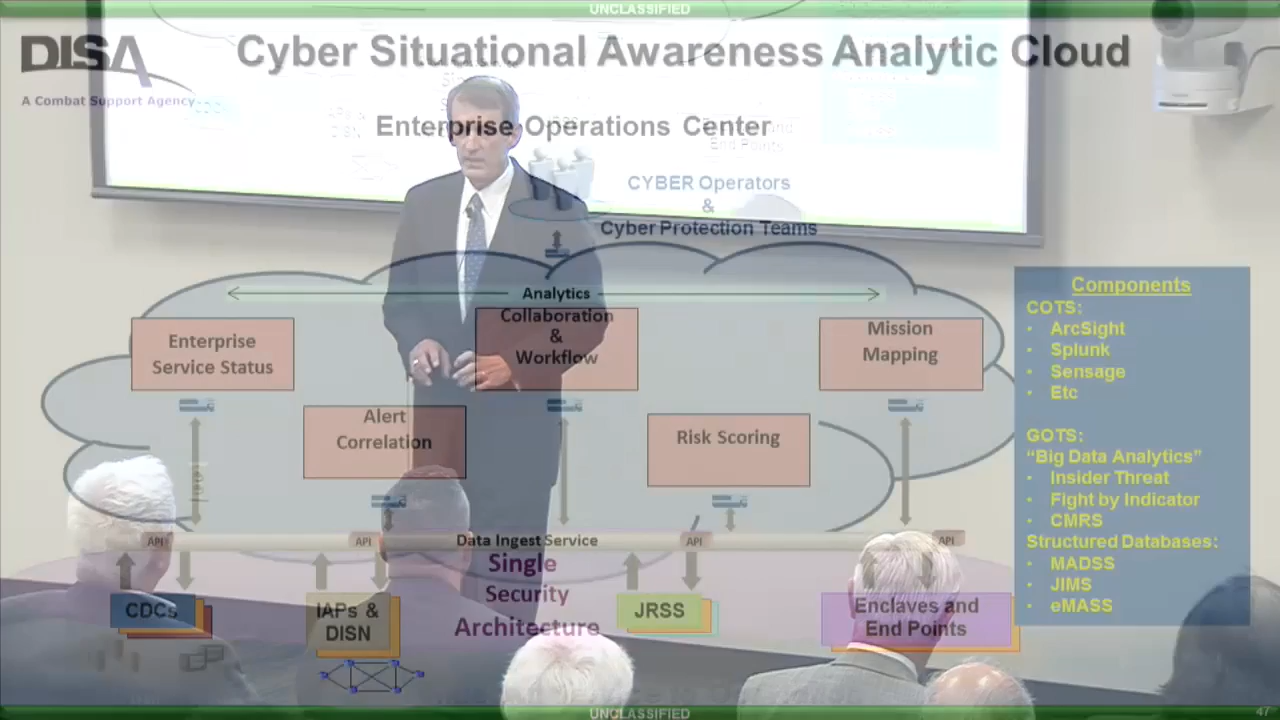 UNCLASSIFIED
DISA
A Combat Support Agency
Cyber Situational Awareness Analytic Cloud
Enterprise Operations Center
CYBER Operators
&
Cyber Protection Teams
Analytics
Enterprise
Service Status
Collaboration
&
Workflow
Mission
Mapping
Alert
Correlation
Risk Scoring
API
API
Data Ingest Service
API
API
Single
Security
Architecture
CDCs
IAPs &
DISN
JRSS
Enclaves and
End Points
Components
COTS:
• ArcSight
• Splunk
• Sensage
• Etc
GOTS:
“Big Data Analytics”
• Insider Threat
• Fight by Indicator
• CMRS
Structured Databases:
• MADSS
• JIMS
• eMASS
UNCLASSIFIED
47